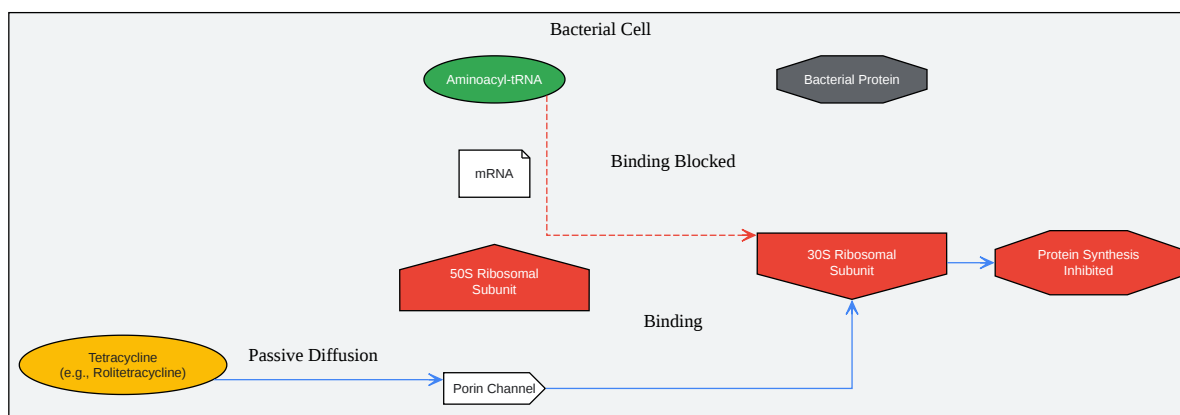 Bacterial Cell
Aminoacyl-tRNA
Bacterial Protein
Binding Blocked
mRNA
50S Ribosomal
Subunit
30S Ribosomal
Subunit
Protein Synthesis
Inhibited
Binding
Tetracycline
(e.g., Rolitetracycline)
Passive Diffusion
Porin Channel